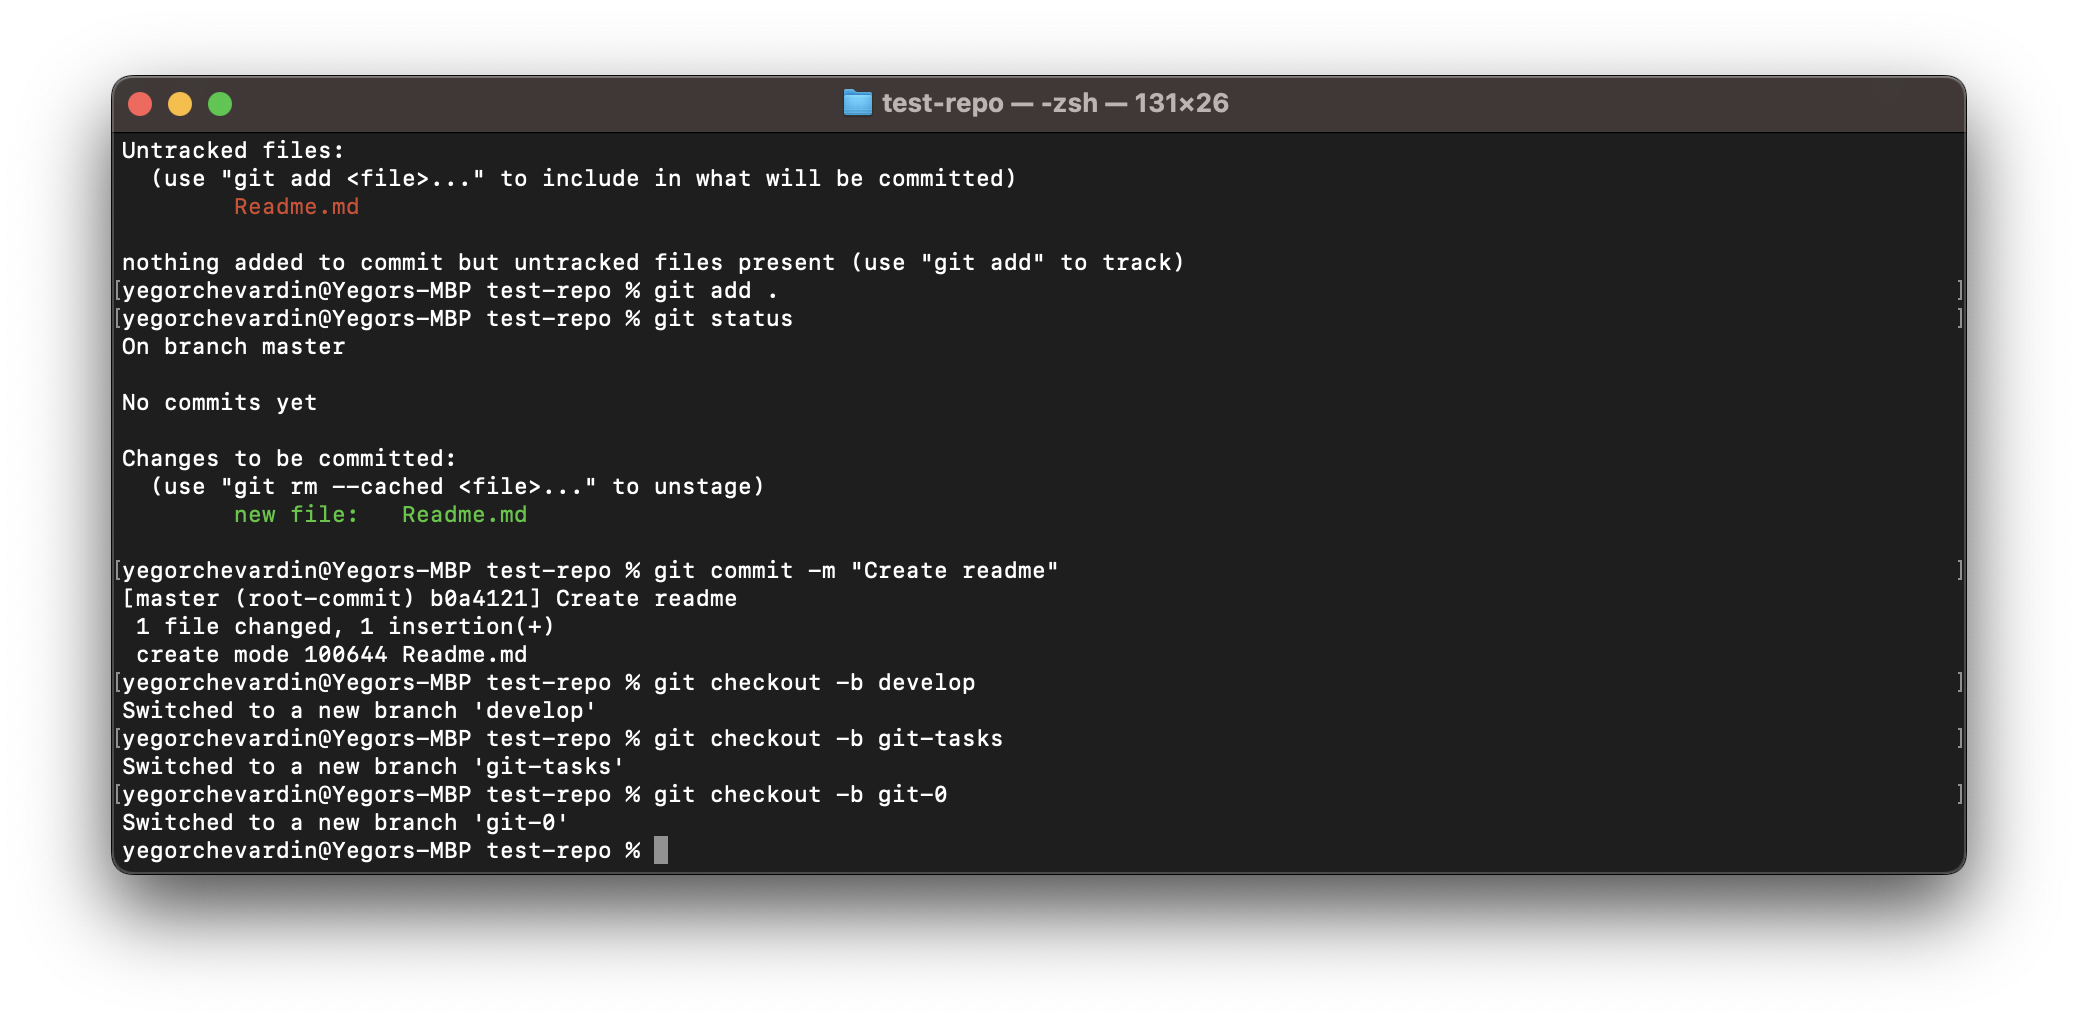 test-repo — -zsh — 131×26
Untracked files:
  (use "git add <file>..." to include in what will be committed)
        Readme.md

nothing added to commit but untracked files present (use "git add" to track)
[yegorchevardin@Yegors-MBP test-repo % git add .                                                                                   ]
[yegorchevardin@Yegors-MBP test-repo % git status                                                                                  ]
On branch master

No commits yet

Changes to be committed:
  (use "git rm --cached <file>..." to unstage)
        new file:   Readme.md

[yegorchevardin@Yegors-MBP test-repo % git commit -m "Create readme"                                                               ]
[master (root-commit) b0a4121] Create readme
 1 file changed, 1 insertion(+)
 create mode 100644 Readme.md
[yegorchevardin@Yegors-MBP test-repo % git checkout -b develop                                                                     ]
Switched to a new branch 'develop'
[yegorchevardin@Yegors-MBP test-repo % git checkout -b git-tasks                                                                   ]
Switched to a new branch 'git-tasks'
[yegorchevardin@Yegors-MBP test-repo % git checkout -b git-0                                                                       ]
Switched to a new branch 'git-0'
yegorchevardin@Yegors-MBP test-repo %